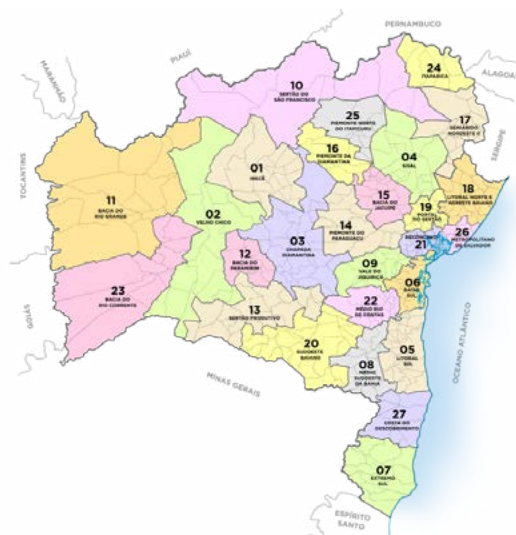 PERNAMBUCO
PIAUÍ
MARANHÃO
ALAGOAS
24
ITAPARICA
10
SERTÃO DO
SÃO FRANCISCO
25
PIEMONTE NORTE
DO ITAPICURU
17
SEMIÁRIDO
NORDESTE II
SERGIPE
TOCANTINS
16
PIEMONTE DA
DIAMANTINA
04
SISAL
01
IRECÊ
11
BACIA DO
RIO GRANDE
02
VELHO CHICO
15
BACIA DO
JACUÍPE
18
LITORAL NORTE E
AGRESTE BAIANO
19
PORTAL
DO SERTÃO
14
PIEMONTE DO
PARAGUAÇU
26
METROPOLITANO
DE SALVADOR
RECÔNCAVO
21
03
CHAPADA
DIAMANTINA
12
BACIA DO
PARAMIRIM
09
VALE DO
JIQUIRIÇÁ
06
BAIXO
SUL
23
BACIA DO
RIO CORRENTE
22
MÉDIO RIO
DE CONTAS
13
SERTÃO PRODUTIVO
GOIÁS
OCEANO ATLÂNTICO
20
SUDOESTE
BAIANO
05
LITORAL
SUL
08
MÉDIO
SUDOESTE
DA BAHIA
MINAS GERAIS
27
COSTA DO
DESCOBRIMENTO
07
EXTREMO
SUL
ESPÍRITO
SANTO